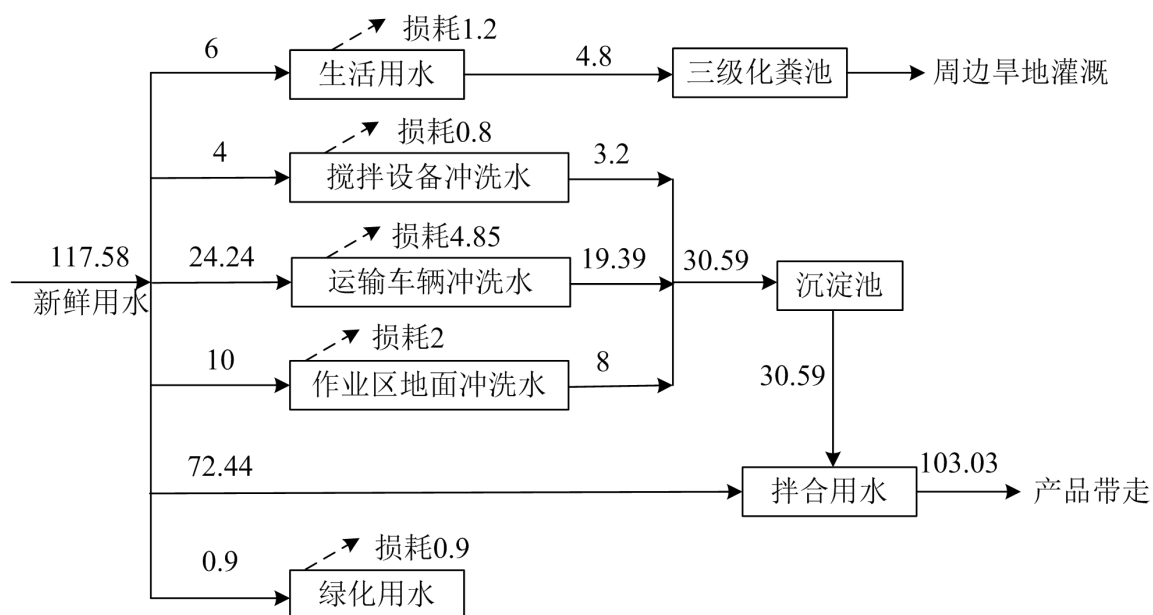 损耗1.2
6
生活用水
4.8
三级化粪池
周边旱地灌溉
损耗0.8
4
搅拌设备冲洗水
3.2
117.58
新鲜用水
24.24
损耗4.85
运输车辆冲洗水
19.39
30.59
沉淀池
损耗2
10
作业区地面冲洗水
8
30.59
72.44
拌合用水
103.03
产品带走
0.9
损耗0.9
绿化用水